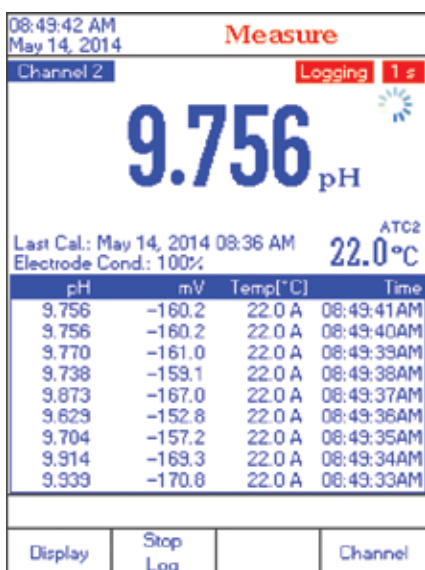 08:49:42 AM
May 14, 2014
Measure
Channel 2
Logging 1 s
9.756 pH
ATC2
22.0°C
Last Cal.: May 14, 2014 08:36 AM
Electrode Cond.: 100%
pH mV Temp[°C] Time
9.756 -160.2 22.0 A 08:49:41AM
9.756 -160.2 22.0 A 08:49:40AM
9.770 -161.0 22.0 A 08:49:39AM
9.738 -159.1 22.0 A 08:49:38AM
9.873 -167.0 22.0 A 08:49:37AM
9.629 -152.8 22.0 A 08:49:36AM
9.704 -157.2 22.0 A 08:49:35AM
9.914 -169.3 22.0 A 08:49:34AM
9.939 -170.8 22.0 A 08:49:33AM
Display
Stop
Log
Channel